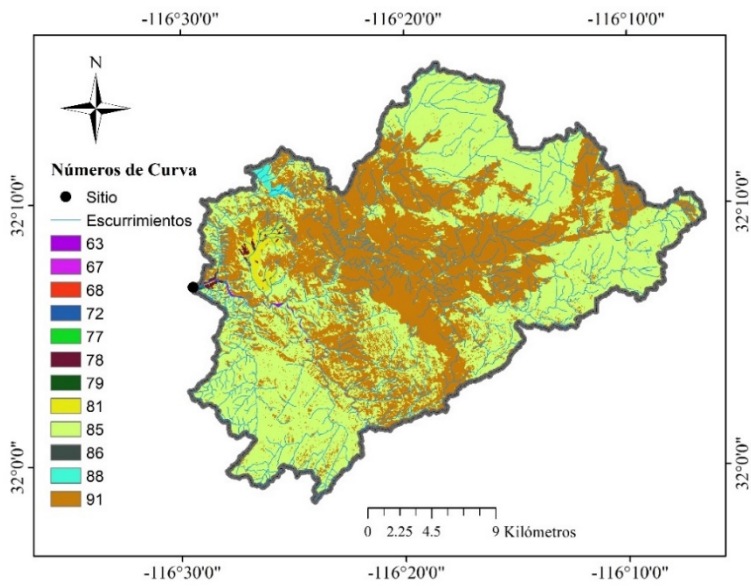 -116°30'0" -116°20'0" -116°10'0"
N
Números de Curva
Sitio
Escurrimientos
63
67
68
72
77
78
79
81
85
86
88
91
32°10'0" 32°10'0"
32°0'0" 32°0'0"
0 2.25 4.5 9 Kilómetros
-116°30'0" -116°20'0" -116°10'0"